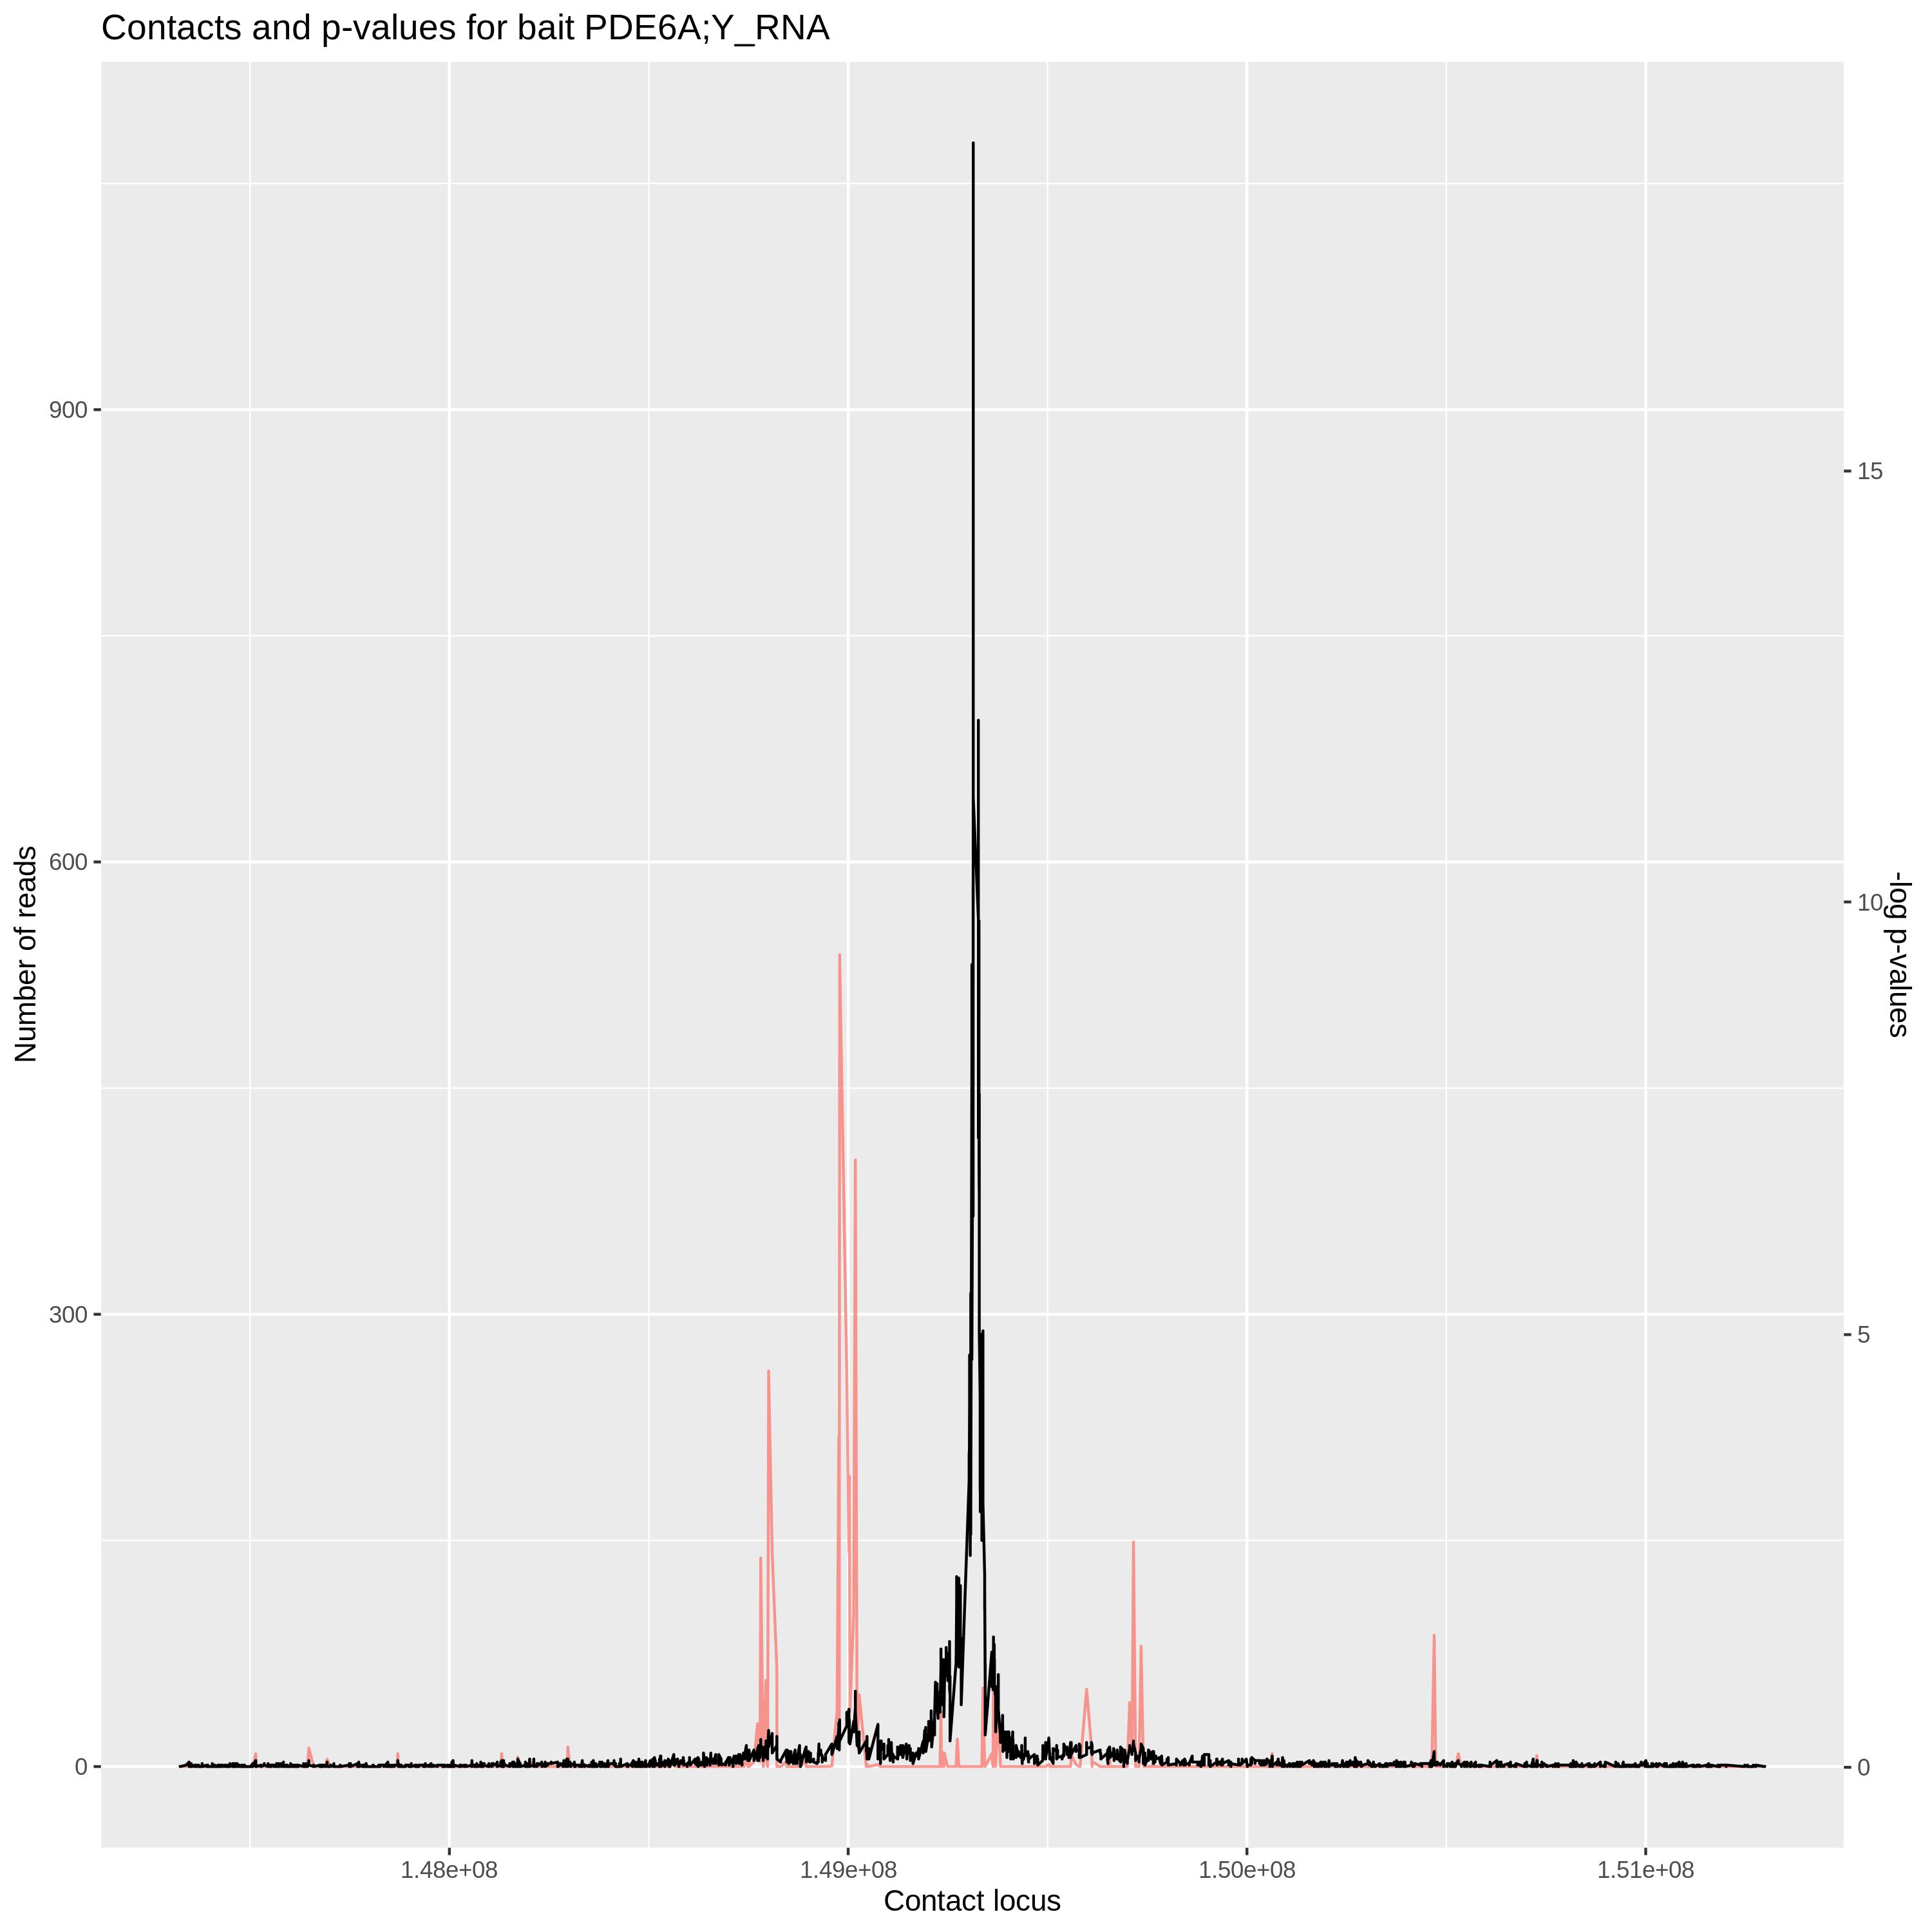 Contacts and p-values for bait PDE6A;Y_RNA
900
600
300
0
Number of reads
15
10
5
0
-log p-values
1.48e+08
1.49e+08
1.50e+08
1.51e+08
Contact locus